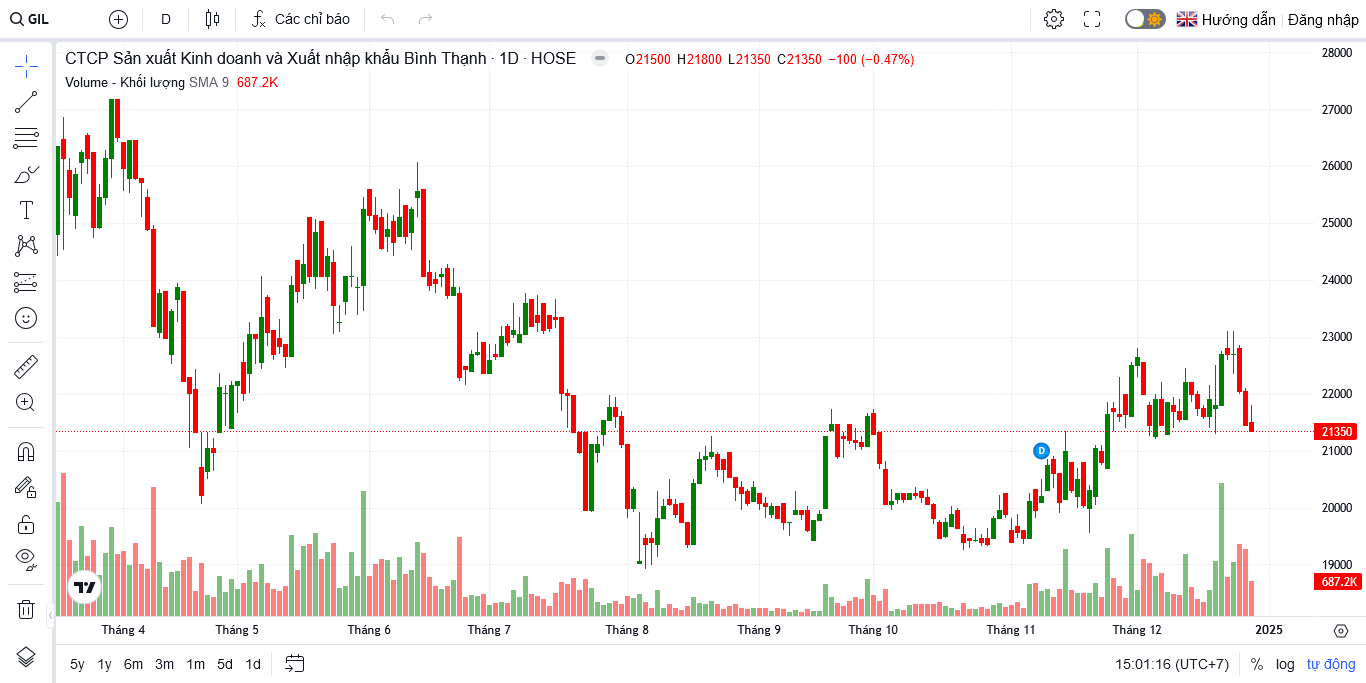 GIL D Các chỉ báo Hướng dẫn Đăng nhập
CTCP Sản xuất Kinh doanh và Xuất nhập khẩu Bình Thạnh · 1D · HOSE O21500 H21800 L21350 C21350 −100 (−0.47%)
Volume - Khối lượng SMA 9 687.2K
28000
27000
26000
25000
24000
23000
22000
21350
21000
20000
19000
687.2K
D
Tháng 4 Tháng 5 Tháng 6 Tháng 7 Tháng 8 Tháng 9 Tháng 10 Tháng 11 Tháng 12 2025
5y 1y 6m 3m 1m 5d 1d 15:01:16 (UTC+7) % log tự động